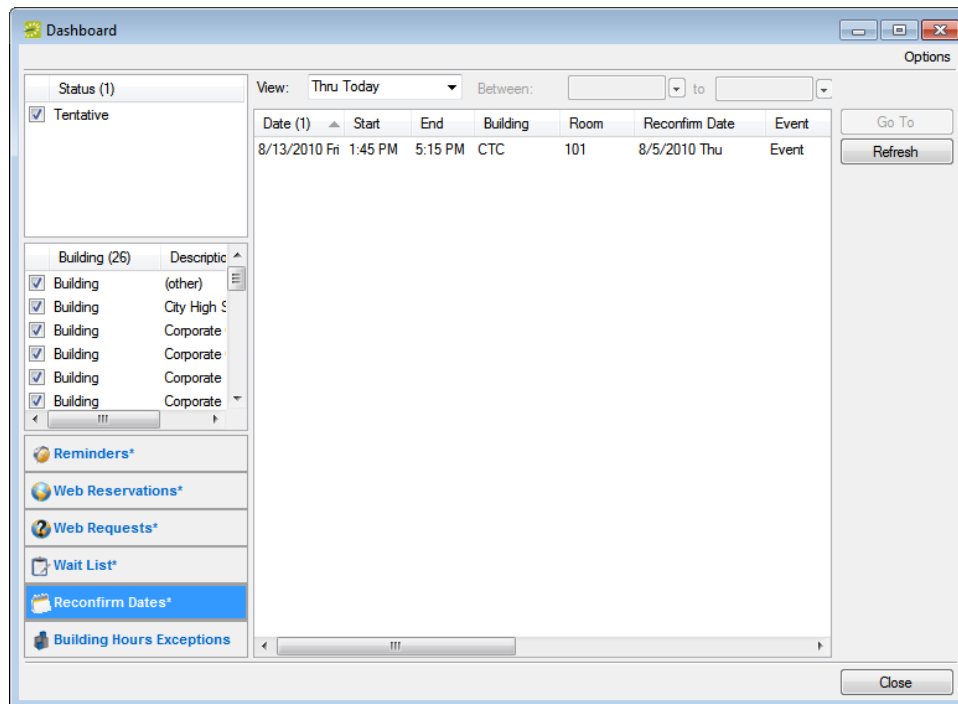 Dashboard
Options
Status (1)
Tentative
View: Thru Today Between: to
Date (1) Start End Building Room Reconfirm Date Event
8/13/2010 Fri 1:45 PM 5:15 PM CTC 101 8/5/2010 Thu Event
Go To
Refresh
Building (26) Descriptic
Building (other)
Building City High S
Building Corporate
Building Corporate
Building Corporate
Building Corporate
Reminders*
Web Reservations*
Web Requests*
Wait List*
Reconfirm Dates*
Building Hours Exceptions
Close